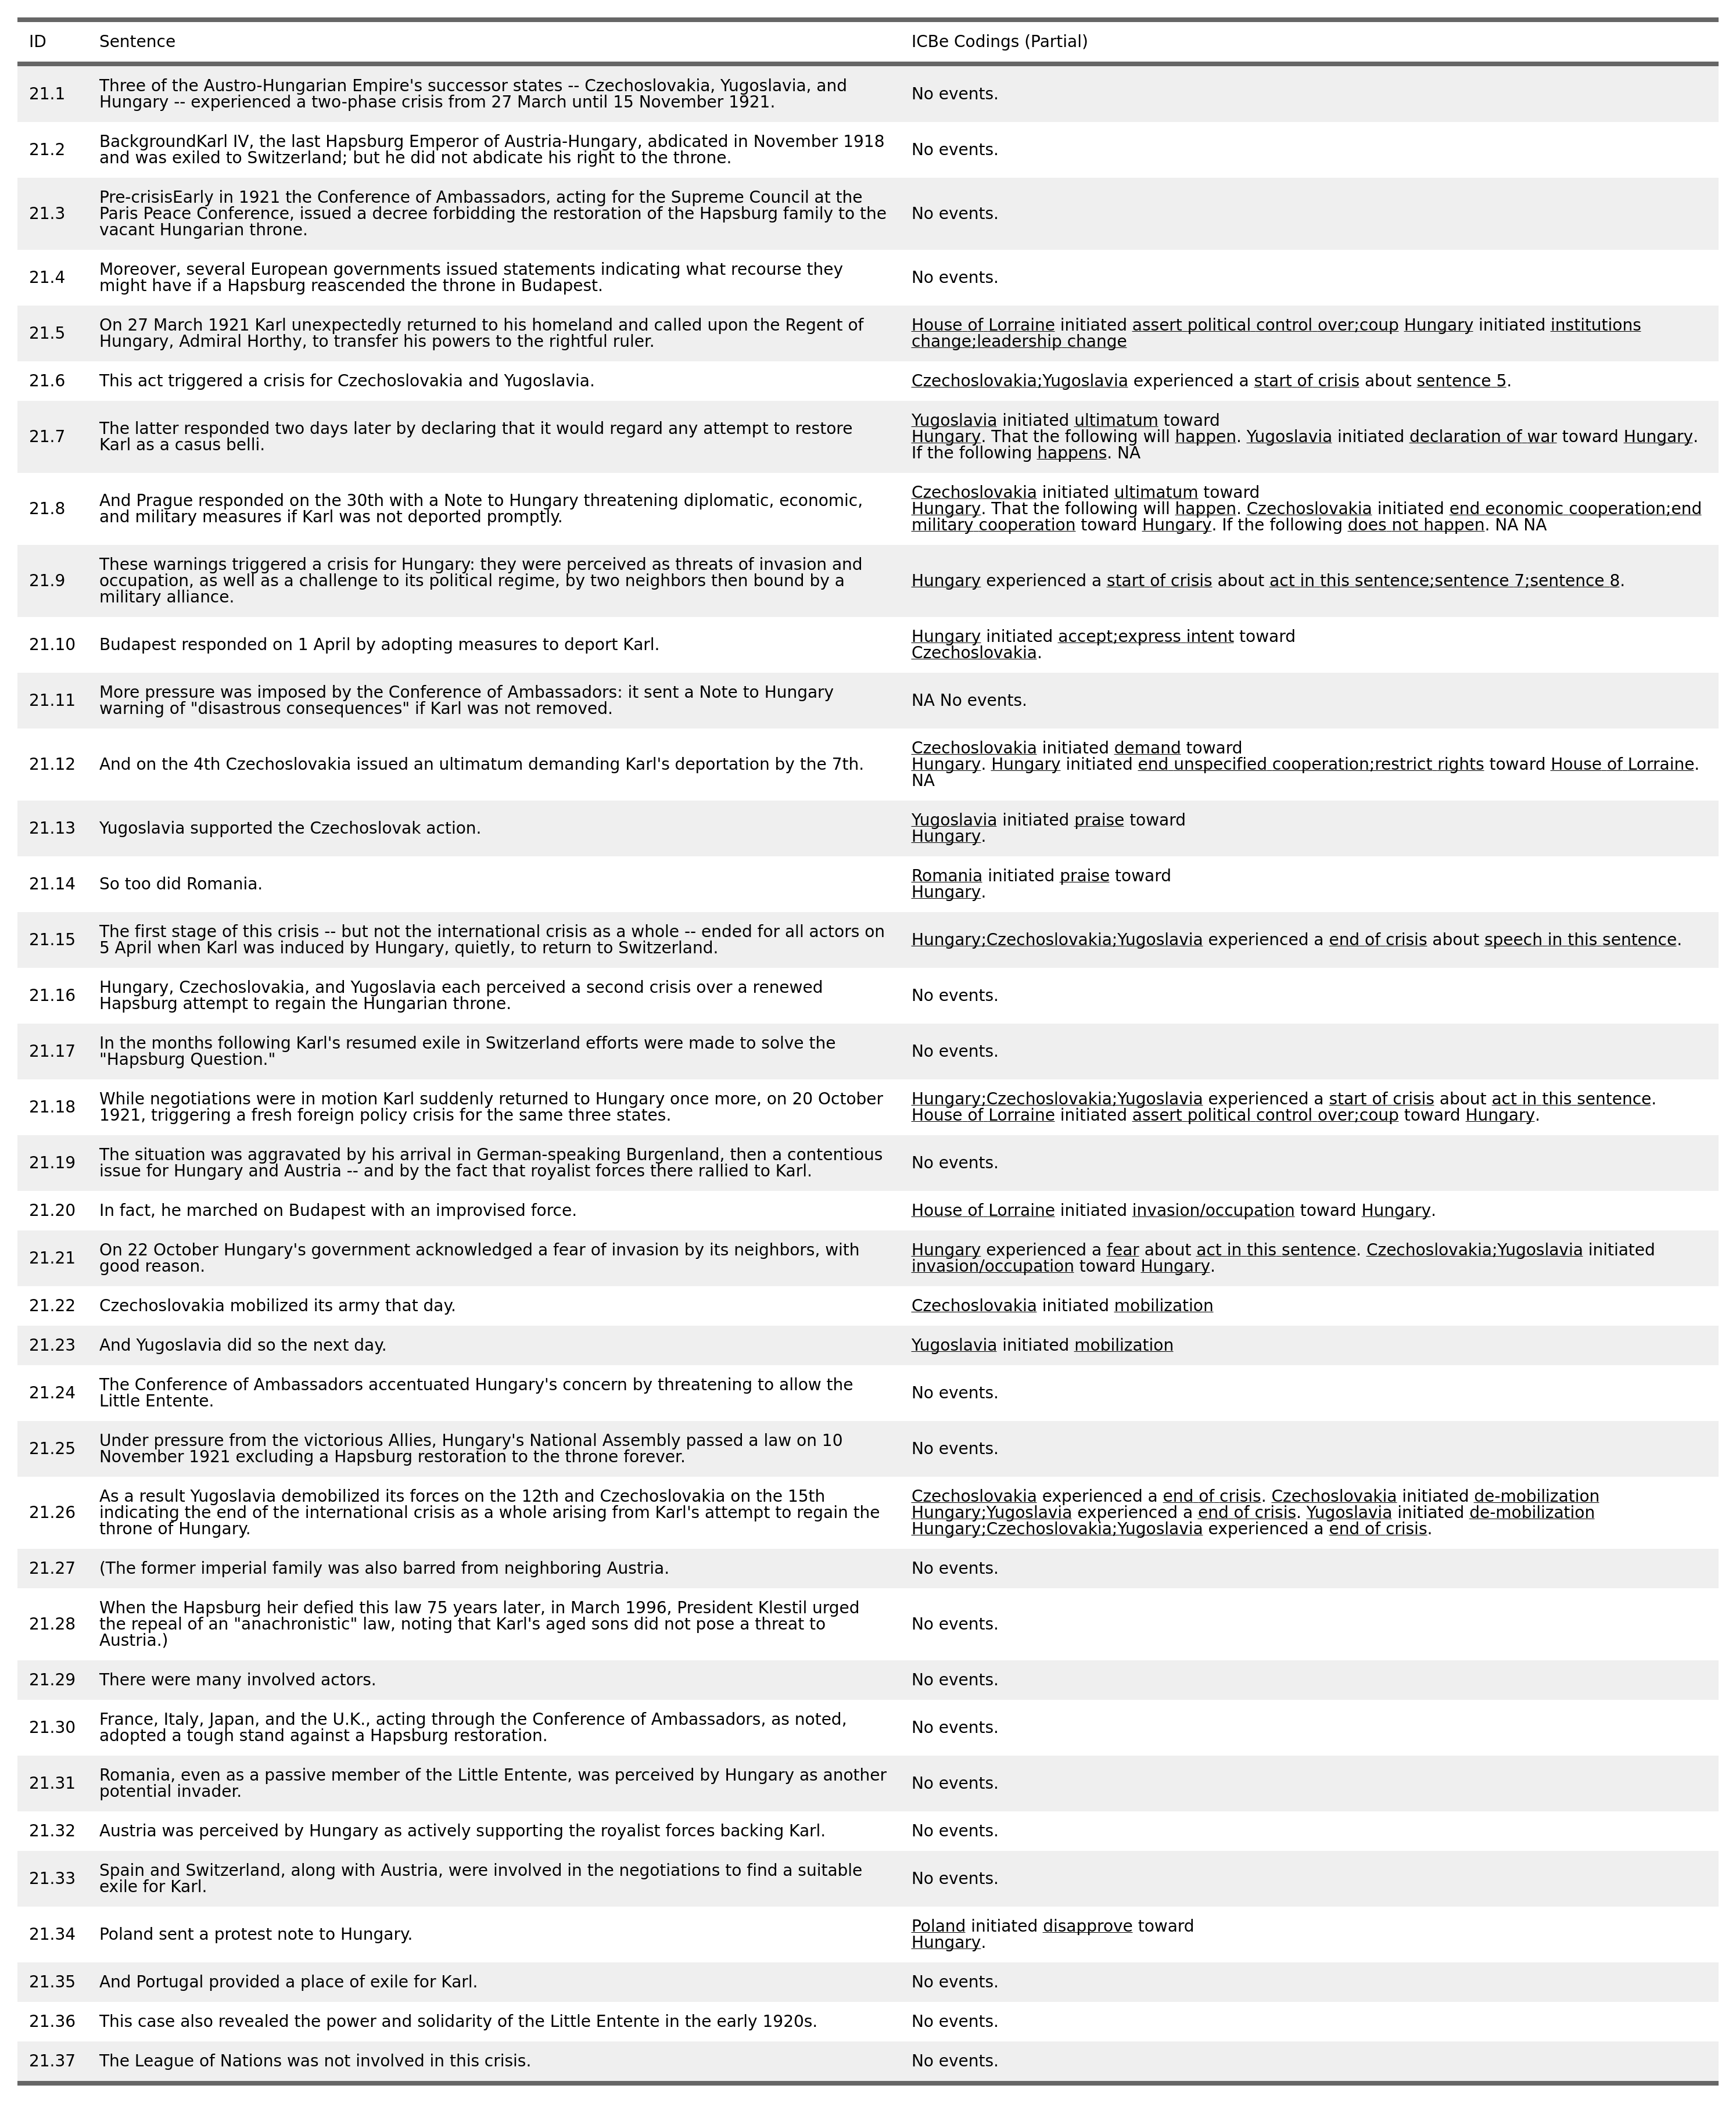 ID Sentence ICBe Codings (Partial)
21.1 Three of the Austro-Hungarian Empire's successor states -- Czechoslovakia, Yugoslavia, and
Hungary -- experienced a two-phase crisis from 27 March until 15 November 1921.
No events.
21.2 BackgroundKarl IV, the last Hapsburg Emperor of Austria-Hungary, abdicated in November 1918
and was exiled to Switzerland; but he did not abdicate his right to the throne.
No events.
21.3 Pre-crisisEarly in 1921 the Conference of Ambassadors, acting for the Supreme Council at the
Paris Peace Conference, issued a decree forbidding the restoration of the Hapsburg family to the
vacant Hungarian throne.
No events.
21.4 Moreover, several European governments issued statements indicating what recourse they
might have if a Hapsburg reascended the throne in Budapest.
No events.
21.5 On 27 March 1921 Karl unexpectedly returned to his homeland and called upon the Regent of
Hungary, Admiral Horthy, to transfer his powers to the rightful ruler.
House of Lorraine initiated assert political control over;coup Hungary initiated institutions
change;leadership change
21.6 This act triggered a crisis for Czechoslovakia and Yugoslavia.
Czechoslovakia;Yugoslavia experienced a start of crisis about sentence 5.
21.7 The latter responded two days later by declaring that it would regard any attempt to restore
Karl as a casus belli.
Yugoslavia initiated ultimatum toward
Hungary. That the following will happen. Yugoslavia initiated declaration of war toward Hungary.
If the following happens. NA
21.8 And Prague responded on the 30th with a Note to Hungary threatening diplomatic, economic,
and military measures if Karl was not deported promptly.
Czechoslovakia initiated ultimatum toward
Hungary. That the following will happen. Czechoslovakia initiated end economic cooperation;end
military cooperation toward Hungary. If the following does not happen. NA NA
21.9 These warnings triggered a crisis for Hungary: they were perceived as threats of invasion and
occupation, as well as a challenge to its political regime, by two neighbors then bound by a
military alliance.
Hungary experienced a start of crisis about act in this sentence;sentence 7;sentence 8.
21.10 Budapest responded on 1 April by adopting measures to deport Karl.
Hungary initiated accept;express intent toward
Czechoslovakia.
21.11 More pressure was imposed by the Conference of Ambassadors: it sent a Note to Hungary
warning of "disastrous consequences" if Karl was not removed.
NA No events.
21.12 And on the 4th Czechoslovakia issued an ultimatum demanding Karl's deportation by the 7th.
Czechoslovakia initiated demand toward
Hungary. Hungary initiated end unspecified cooperation;restrict rights toward House of Lorraine.
NA
21.13 Yugoslavia supported the Czechoslovak action.
Yugoslavia initiated praise toward
Hungary.
21.14 So too did Romania.
Romania initiated praise toward
Hungary.
21.15 The first stage of this crisis -- but not the international crisis as a whole -- ended for all actors on
5 April when Karl was induced by Hungary, quietly, to return to Switzerland.
Hungary;Czechoslovakia;Yugoslavia experienced a end of crisis about speech in this sentence.
21.16 Hungary, Czechoslovakia, and Yugoslavia each perceived a second crisis over a renewed
Hapsburg attempt to regain the Hungarian throne.
No events.
21.17 In the months following Karl's resumed exile in Switzerland efforts were made to solve the
"Hapsburg Question."
No events.
21.18 While negotiations were in motion Karl suddenly returned to Hungary once more, on 20 October
1921, triggering a fresh foreign policy crisis for the same three states.
Hungary;Czechoslovakia;Yugoslavia experienced a start of crisis about act in this sentence.
House of Lorraine initiated assert political control over;coup toward Hungary.
21.19 The situation was aggravated by his arrival in German-speaking Burgenland, then a contentious
issue for Hungary and Austria -- and by the fact that royalist forces there rallied to Karl.
No events.
21.20 In fact, he marched on Budapest with an improvised force.
House of Lorraine initiated invasion/occupation toward Hungary.
21.21 On 22 October Hungary's government acknowledged a fear of invasion by its neighbors, with
good reason.
Hungary experienced a fear about act in this sentence. Czechoslovakia;Yugoslavia initiated
invasion/occupation toward Hungary.
21.22 Czechoslovakia mobilized its army that day.
Czechoslovakia initiated mobilization
21.23 And Yugoslavia did so the next day.
Yugoslavia initiated mobilization
21.24 The Conference of Ambassadors accentuated Hungary's concern by threatening to allow the
Little Entente.
No events.
21.25 Under pressure from the victorious Allies, Hungary's National Assembly passed a law on 10
November 1921 excluding a Hapsburg restoration to the throne forever.
No events.
21.26 As a result Yugoslavia demobilized its forces on the 12th and Czechoslovakia on the 15th
indicating the end of the international crisis as a whole arising from Karl's attempt to regain the
throne of Hungary.
Czechoslovakia experienced a end of crisis. Czechoslovakia initiated de-mobilization
Hungary;Yugoslavia experienced a end of crisis. Yugoslavia initiated de-mobilization
Hungary;Czechoslovakia;Yugoslavia experienced a end of crisis.
21.27 (The former imperial family was also barred from neighboring Austria.
No events.
21.28 When the Hapsburg heir defied this law 75 years later, in March 1996, President Klestil urged
the repeal of an "anachronistic" law, noting that Karl's aged sons did not pose a threat to
Austria.)
No events.
21.29 There were many involved actors.
No events.
21.30 France, Italy, Japan, and the U.K., acting through the Conference of Ambassadors, as noted,
adopted a tough stand against a Hapsburg restoration.
No events.
21.31 Romania, even as a passive member of the Little Entente, was perceived by Hungary as another
potential invader.
No events.
21.32 Austria was perceived by Hungary as actively supporting the royalist forces backing Karl.
No events.
21.33 Spain and Switzerland, along with Austria, were involved in the negotiations to find a suitable
exile for Karl.
No events.
21.34 Poland sent a protest note to Hungary.
Poland initiated disapprove toward
Hungary.
21.35 And Portugal provided a place of exile for Karl.
No events.
21.36 This case also revealed the power and solidarity of the Little Entente in the early 1920s.
No events.
21.37 The League of Nations was not involved in this crisis.
No events.